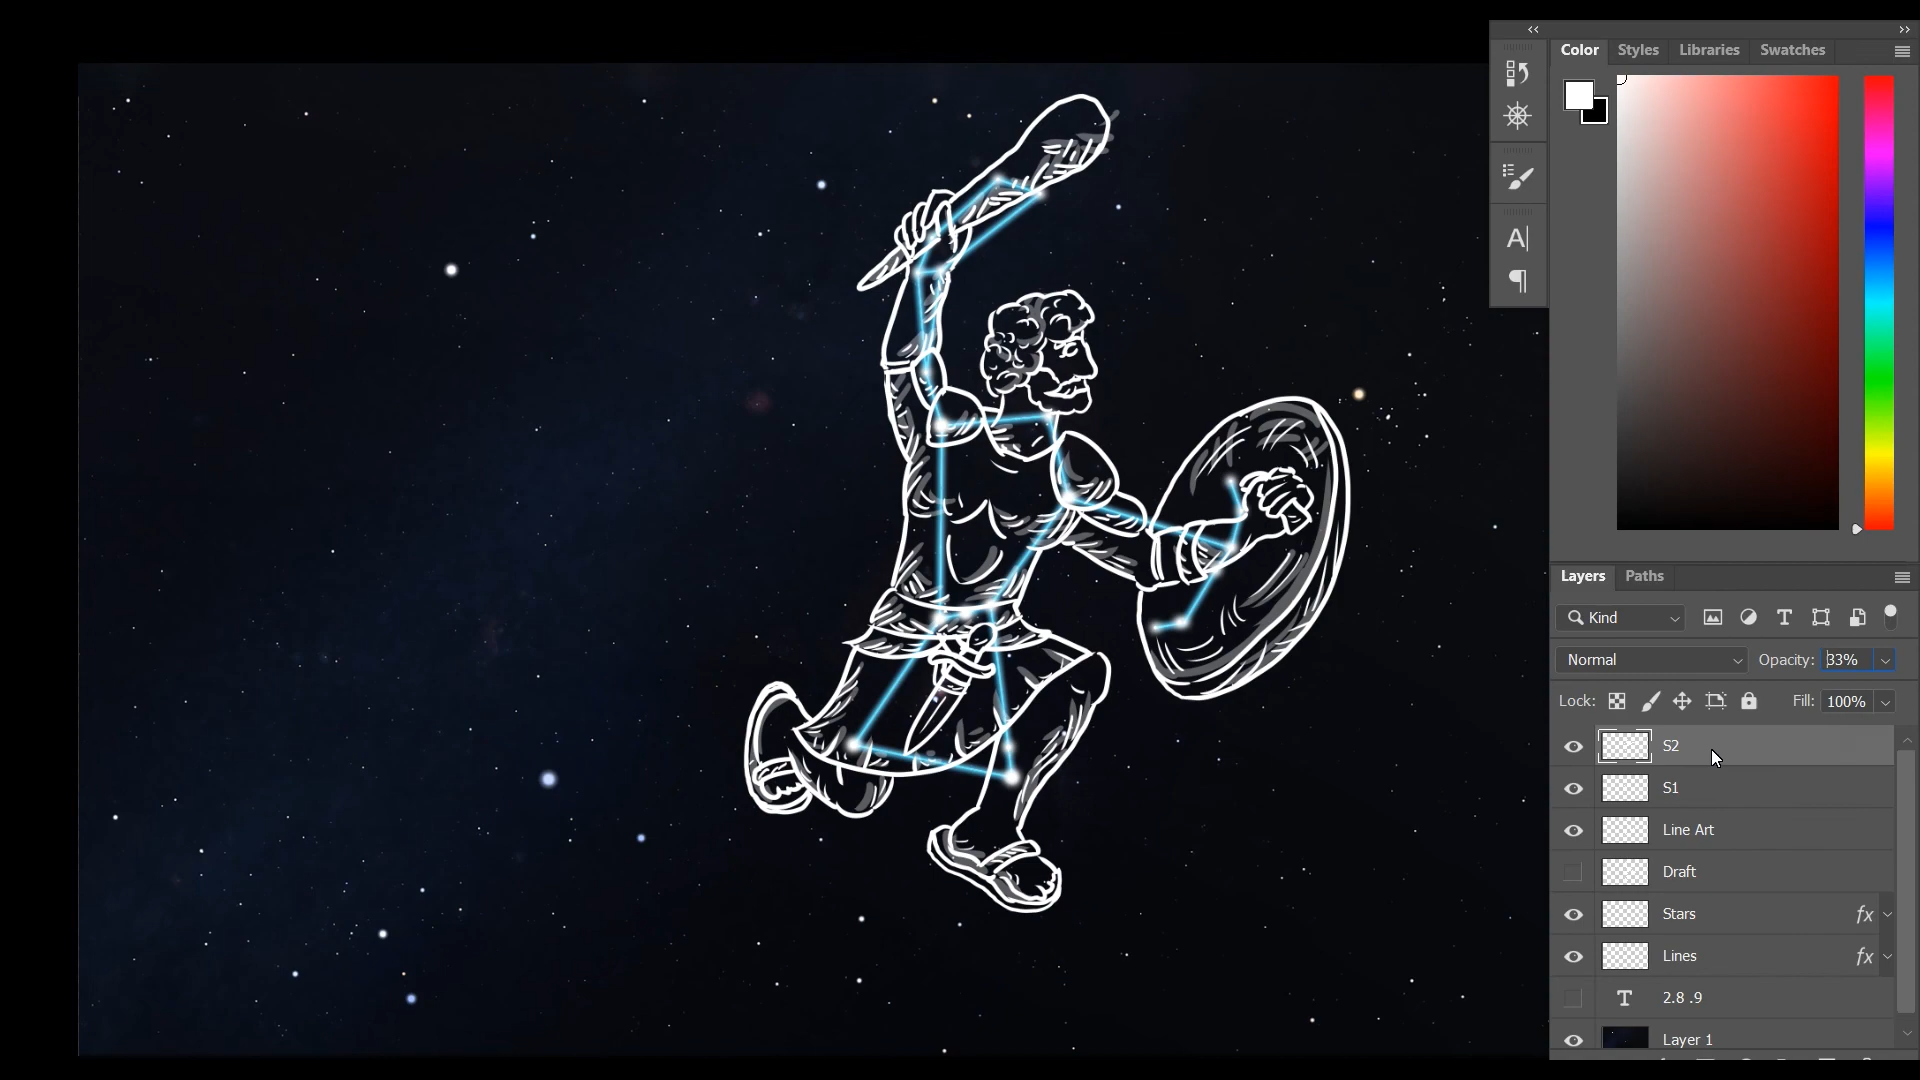 Color Styles Libraries Swatches
A
¶
Layers Paths
Kind
T
Normal Opacity: 33%
Lock: Fill: 100%
S2
S1
Line Art
Draft
Stars fx
Lines fx
T 2.8 .9
Layer 1